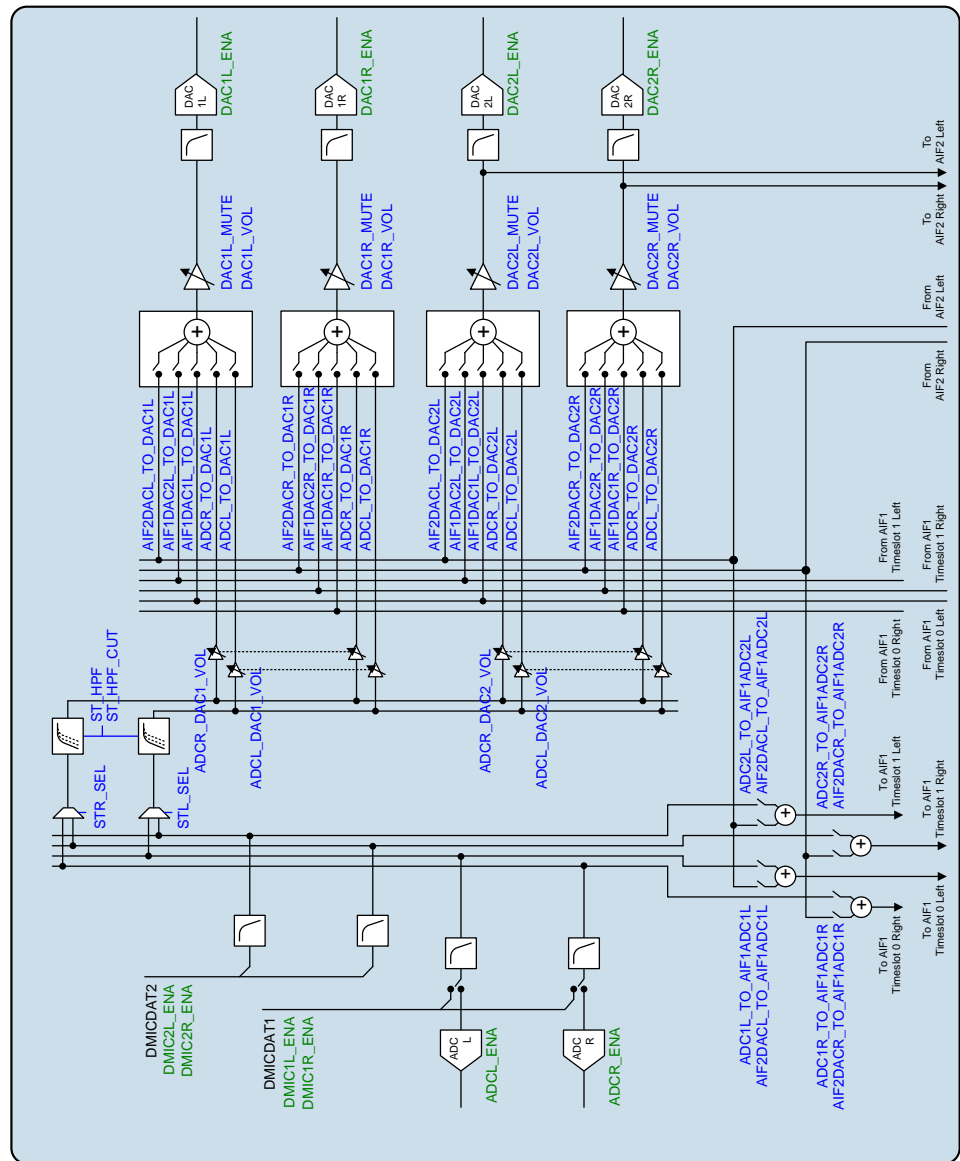 DAC
1L
DAC1L_ENA
DAC
1R
DAC1R_ENA
DAC
2L
DAC2L_ENA
DAC
2R
DAC2R_ENA
To
AIF2 Left
To
AIF2 Right
DAC1L_MUTE
DAC1L_VOL
DAC1R_MUTE
DAC1R_VOL
DAC2L_MUTE
DAC2L_VOL
DAC2R_MUTE
DAC2R_VOL
From
AIF2 Left
From
AIF2 Right
+
+
+
+
AIF2DACL_TO_DAC1L
AIF1DAC2L_TO_DAC1L
AIF1DAC1L_TO_DAC1L
ADCR_TO_DAC1L
ADCL_TO_DAC1L
AIF2DACR_TO_DAC1R
AIF1DAC2R_TO_DAC1R
AIF1DAC1R_TO_DAC1R
ADCR_TO_DAC1R
ADCL_TO_DAC1R
AIF2DACL_TO_DAC2L
AIF1DAC2L_TO_DAC2L
AIF1DAC1L_TO_DAC2L
ADCR_TO_DAC2L
ADCL_TO_DAC2L
AIF2DACR_TO_DAC2R
AIF1DAC2R_TO_DAC2R
AIF1DAC1R_TO_DAC2R
ADCR_TO_DAC2R
ADCL_TO_DAC2R
From AIF1
Timeslot 1 Left
From AIF1
Timeslot 1 Right
From AIF1
Timeslot 0 Right
From AIF1
Timeslot 0 Left
ST_HPF
ST_HPF_CUT
ADCR_DAC1_VOL
ADCL_DAC1_VOL
ADCR_DAC2_VOL
ADCL_DAC2_VOL
STR_SEL
STL_SEL
ADC2L_TO_AIF1ADC2L
AIF2DACL_TO_AIF1ADC2L
ADC2R_TO_AIF1ADC2R
AIF2DACR_TO_AIF1ADC2R
To AIF1
Timeslot 1 Left
To AIF1
Timeslot 1 Right
+
+
+
+
DMICDAT2
DMIC2L_ENA
DMIC2R_ENA
DMICDAT1
DMIC1L_ENA
DMIC1R_ENA
ADC
L
ADCL_ENA
ADC
R
ADCR_ENA
ADC1L_TO_AIF1ADC1L
AIF2DACL_TO_AIF1ADC1L
ADC1R_TO_AIF1ADC1R
AIF2DACR_TO_AIF1ADC1R
To AIF1
Timeslot 0 Right
To AIF1
Timeslot 0 Left